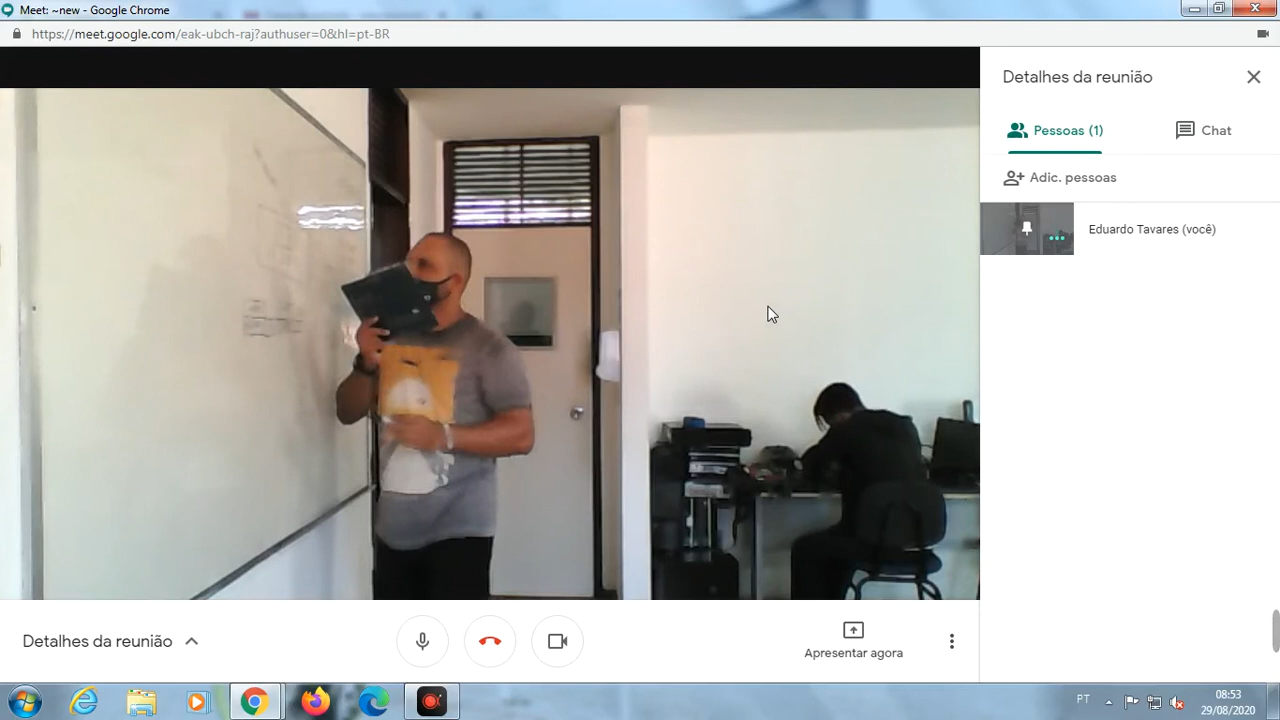 Meet: ~new - Google Chrome
https://meet.google.com/eak-ubch-raj?authuser=0&hl=pt-BR
Detalhes da reunião
Pessoas (1)
Chat
Adic. pessoas
Eduardo Tavares (você)
Detalhes da reunião
Apresentar agora
PT
08:53
29/08/2020